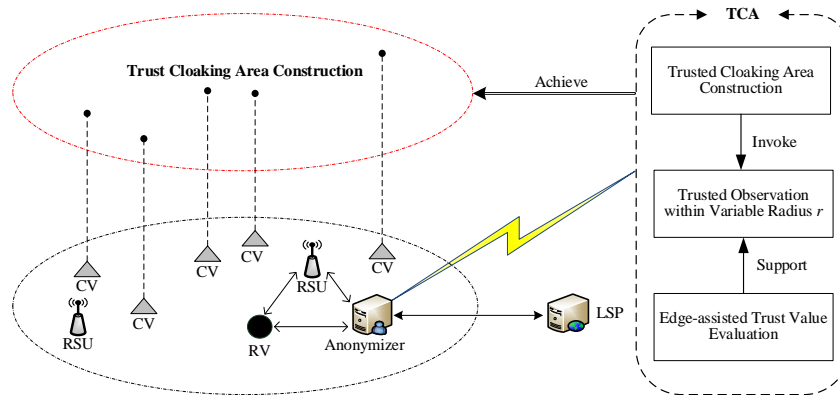 TCA
Trust Cloaking Area Construction
Achieve
Trusted Cloaking Area
Construction
Invoke
Trusted Observation
within Variable Radius r
Support
Edge-assisted Trust Value
Evaluation
CV
CV
CV
CV
CV
RSU
RSU
RV
Anonymizer
LSP